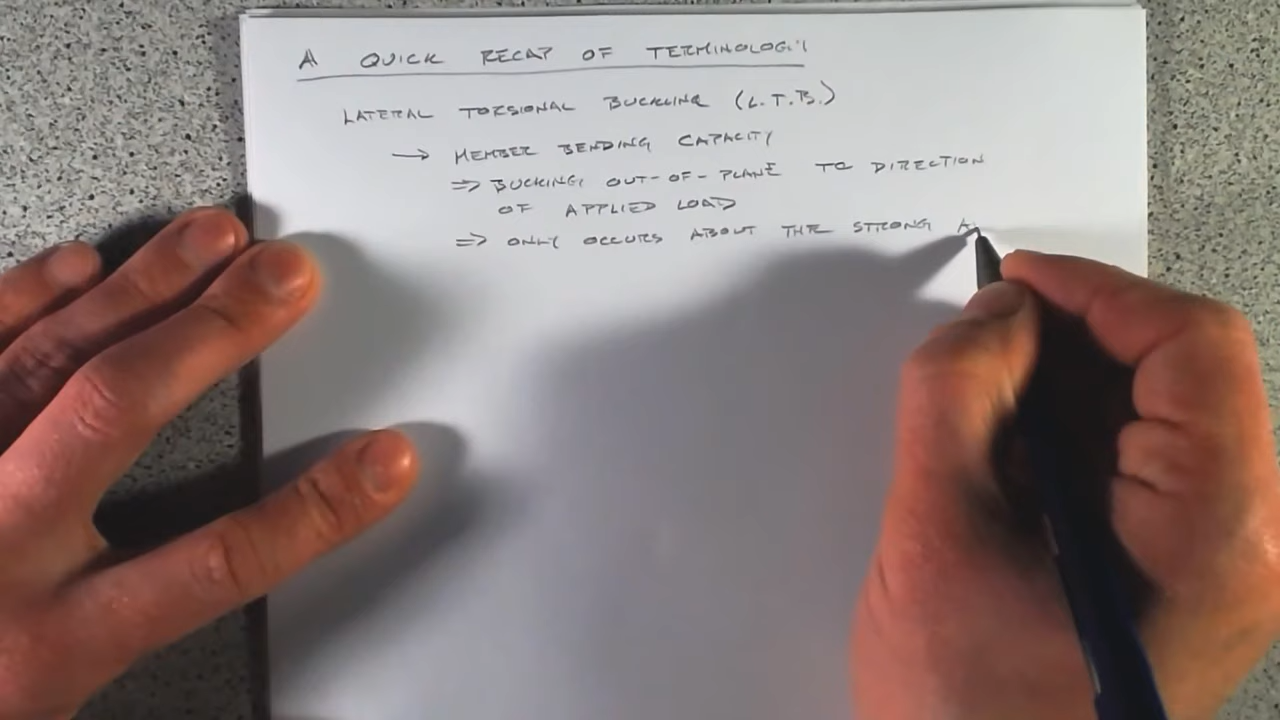 A QUICK RECAP OF TERMINOLOGY
LATERAL TORSIONAL BUCKLING (L.T.B.)
→ MEMBER BENDING CAPACITY
⇒ BUCKING OUT-OF-PLANE TO DIRECTION
OF APPLIED LOAD
⇒ ONLY OCCURS ABOUT THE STRONG A